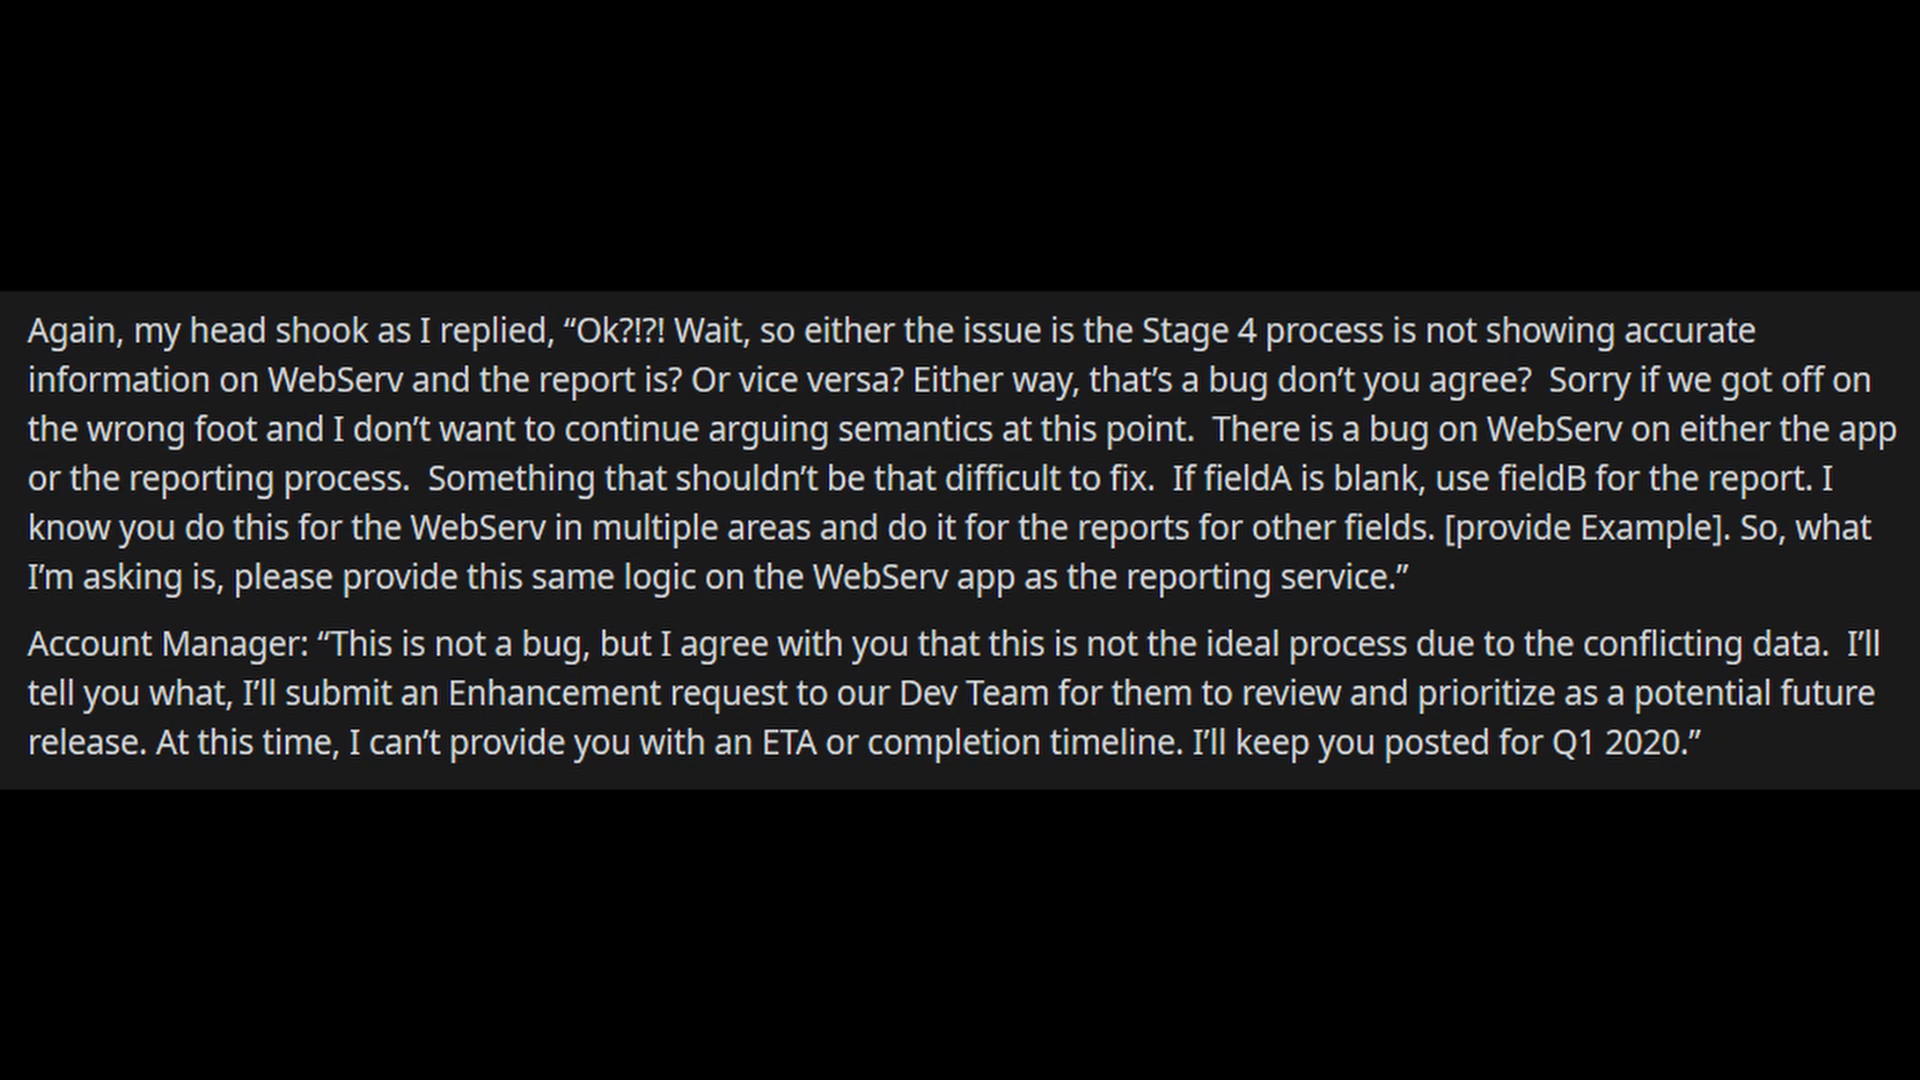 Again, my head shook as I replied, “Ok?!?! Wait, so either the issue is the Stage 4 process is not showing accurate
information on WebServ and the report is? Or vice versa? Either way, that’s a bug don’t you agree?  Sorry if we got off on
the wrong foot and I don’t want to continue arguing semantics at this point.  There is a bug on WebServ on either the app
or the reporting process.  Something that shouldn’t be that difficult to fix.  If fieldA is blank, use fieldB for the report. I
know you do this for the WebServ in multiple areas and do it for the reports for other fields. [provide Example]. So, what
I’m asking is, please provide this same logic on the WebServ app as the reporting service.”
Account Manager: “This is not a bug, but I agree with you that this is not the ideal process due to the conflicting data.  I’ll
tell you what, I’ll submit an Enhancement request to our Dev Team for them to review and prioritize as a potential future
release. At this time, I can’t provide you with an ETA or completion timeline. I’ll keep you posted for Q1 2020.”